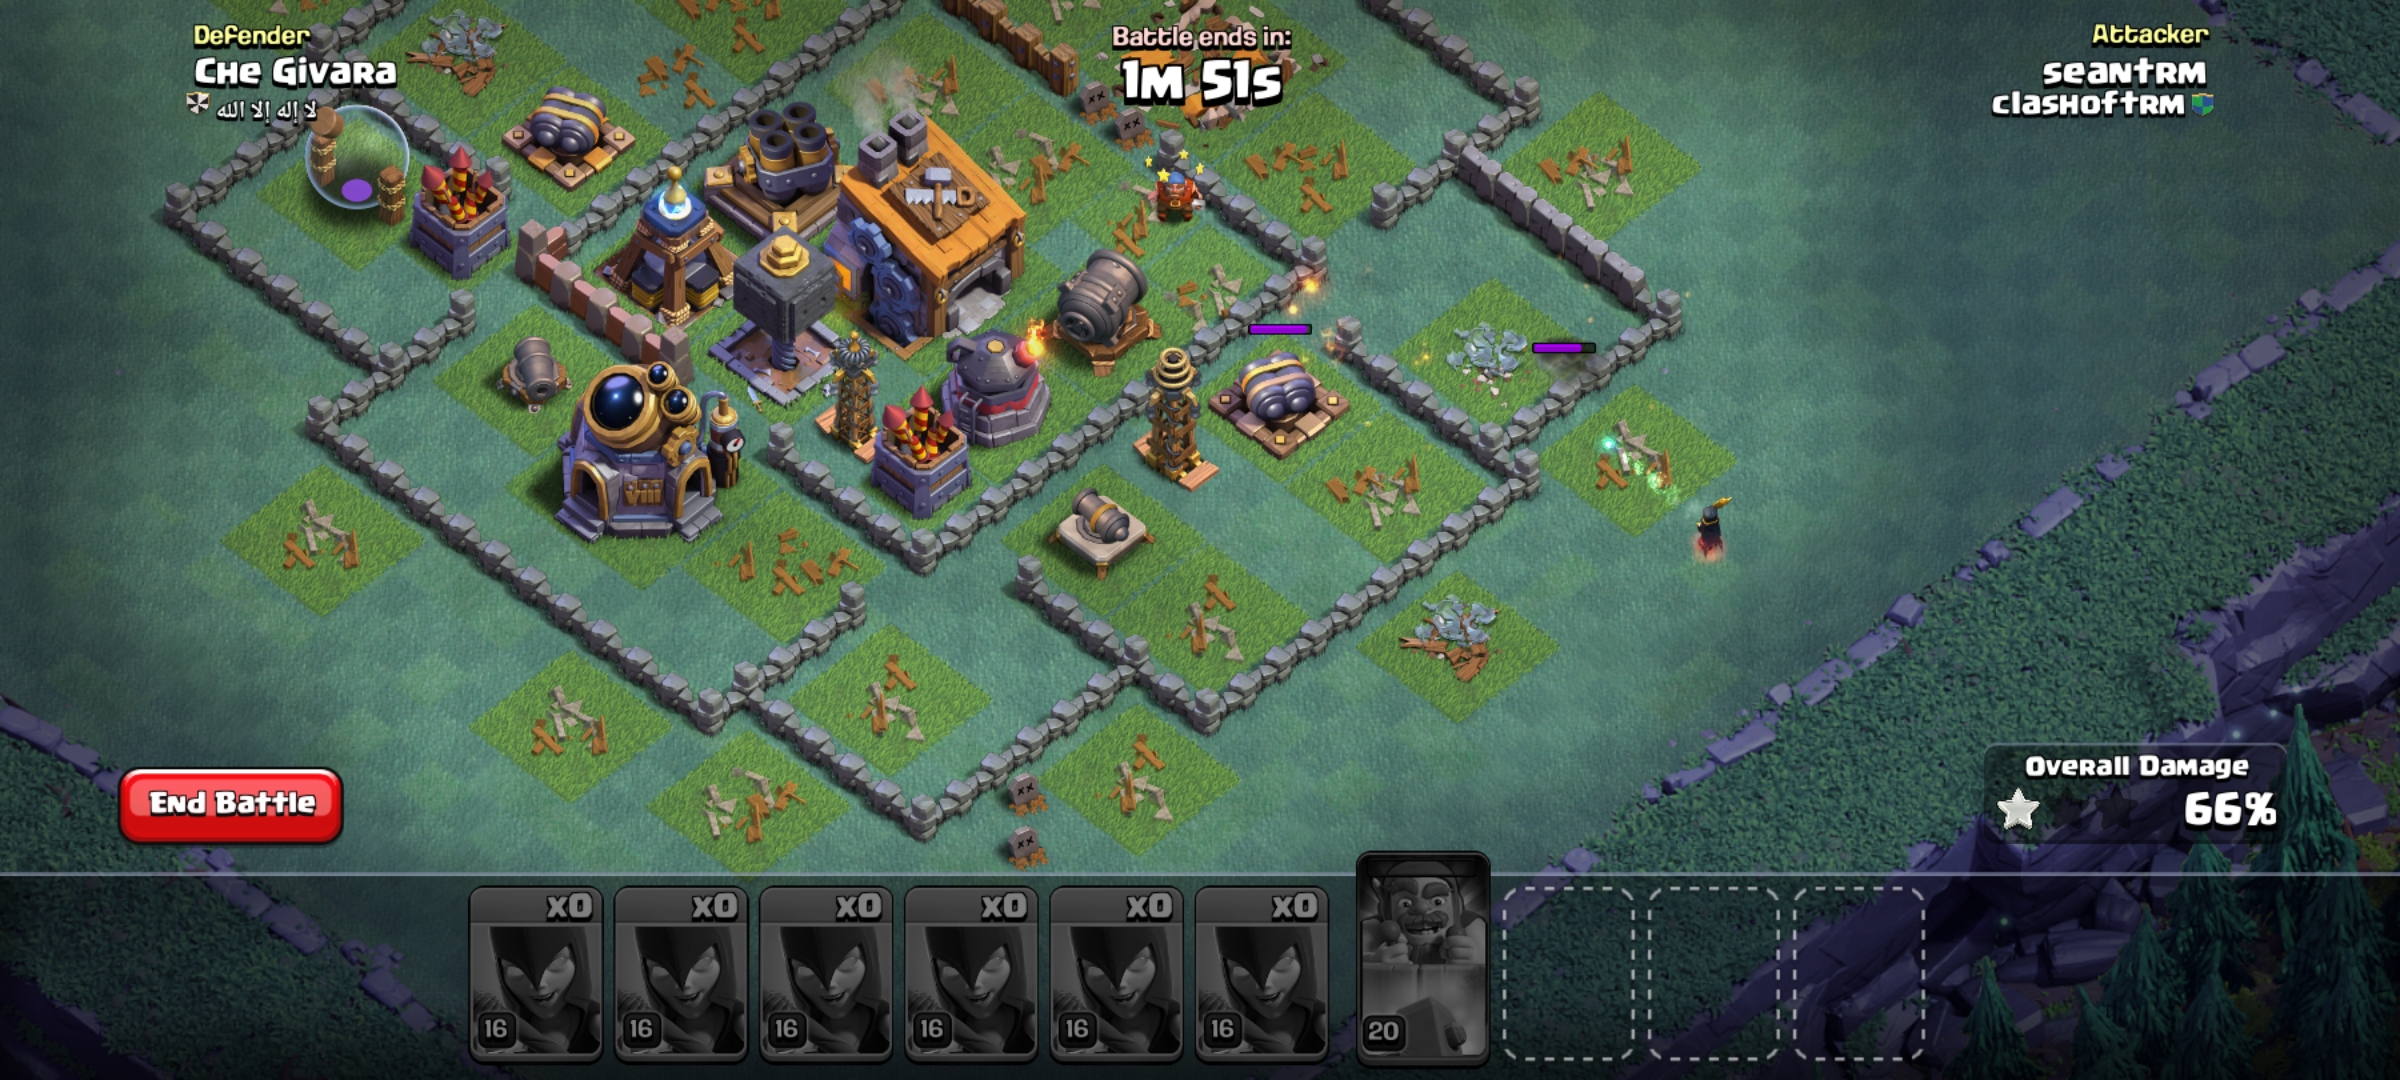 Defender
Che Givara
لا إله إلا الله
Battle ends in:
1M 51s
Attacker
seantrm
clashoftrm
VIII
End Battle
Overall Damage
66%
x0 x0 x0 x0 x0 x0
16 16 16 16 16 16 20